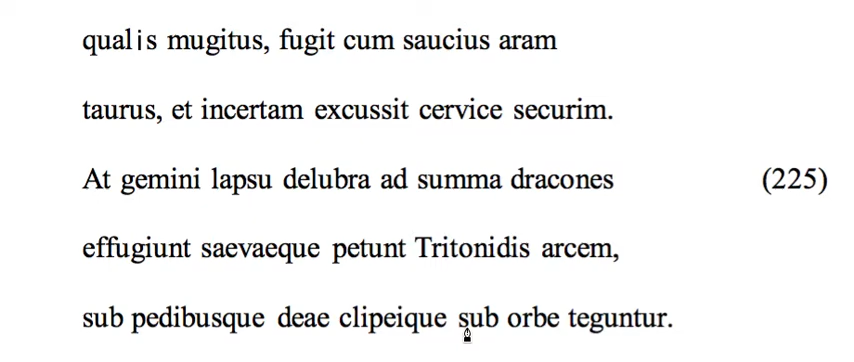 qualis mugitus, fugit cum saucius aram
taurus, et incertam excussit cervice securim.
At gemini lapsu delubra ad summa dracones (225)
effugiunt saevaeque petunt Tritonidis arcem,
sub pedibusque deae clipeique sub orbe teguntur.